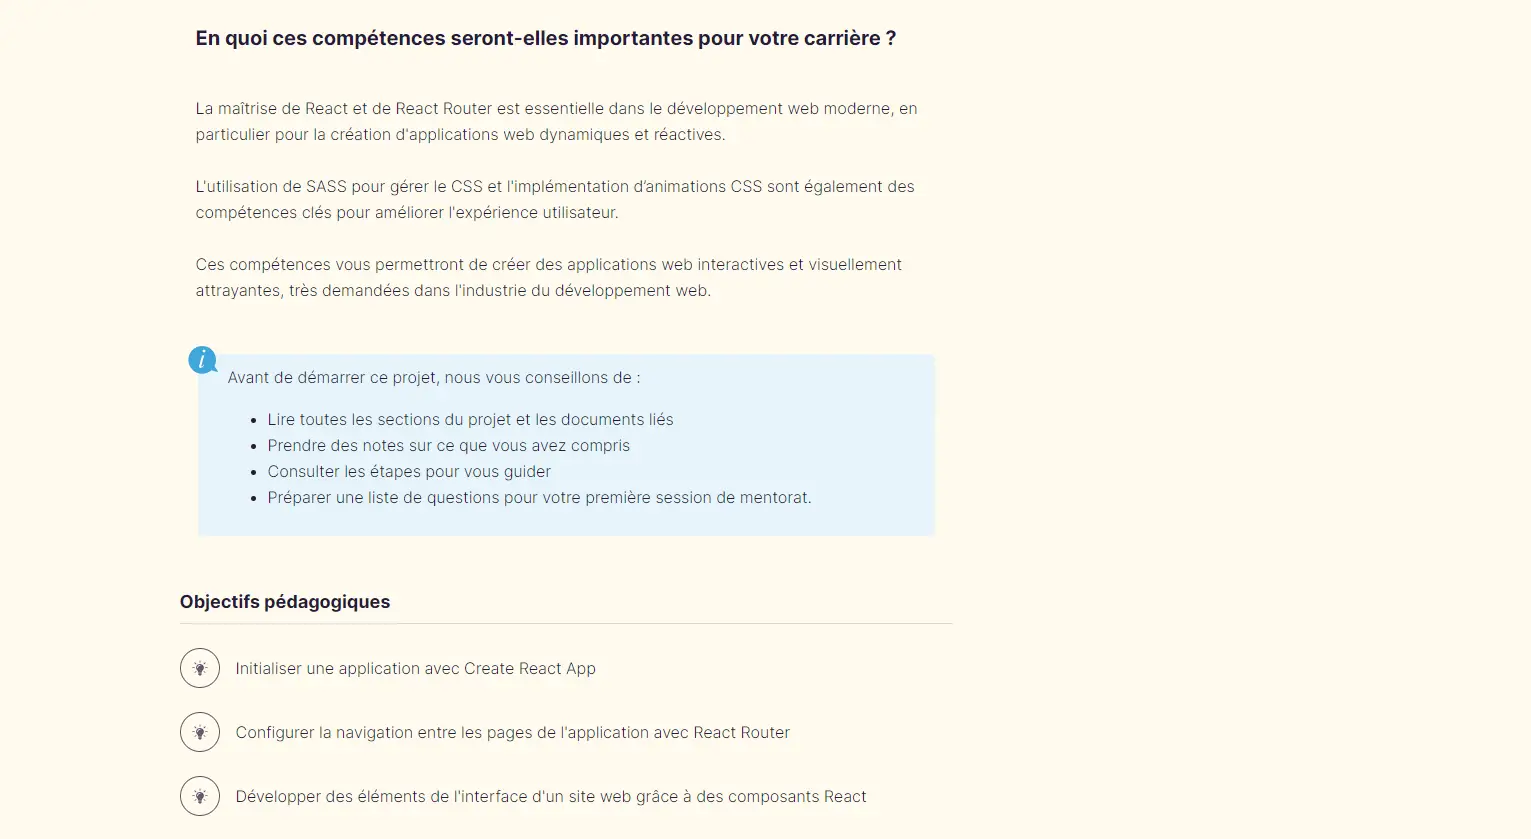 En quoi ces compétences seront-elles importantes pour votre carrière ?
La maîtrise de React et de React Router est essentielle dans le développement web moderne, en
particulier pour la création d'applications web dynamiques et réactives.
L'utilisation de SASS pour gérer le CSS et l'implémentation d’animations CSS sont également des
compétences clés pour améliorer l'expérience utilisateur.
Ces compétences vous permettront de créer des applications web interactives et visuellement
attrayantes, très demandées dans l'industrie du développement web.
i
Avant de démarrer ce projet, nous vous conseillons de :
• Lire toutes les sections du projet et les documents liés
• Prendre des notes sur ce que vous avez compris
• Consulter les étapes pour vous guider
• Préparer une liste de questions pour votre première session de mentorat.
Objectifs pédagogiques
Initialiser une application avec Create React App
Configurer la navigation entre les pages de l'application avec React Router
Développer des éléments de l'interface d'un site web grâce à des composants React